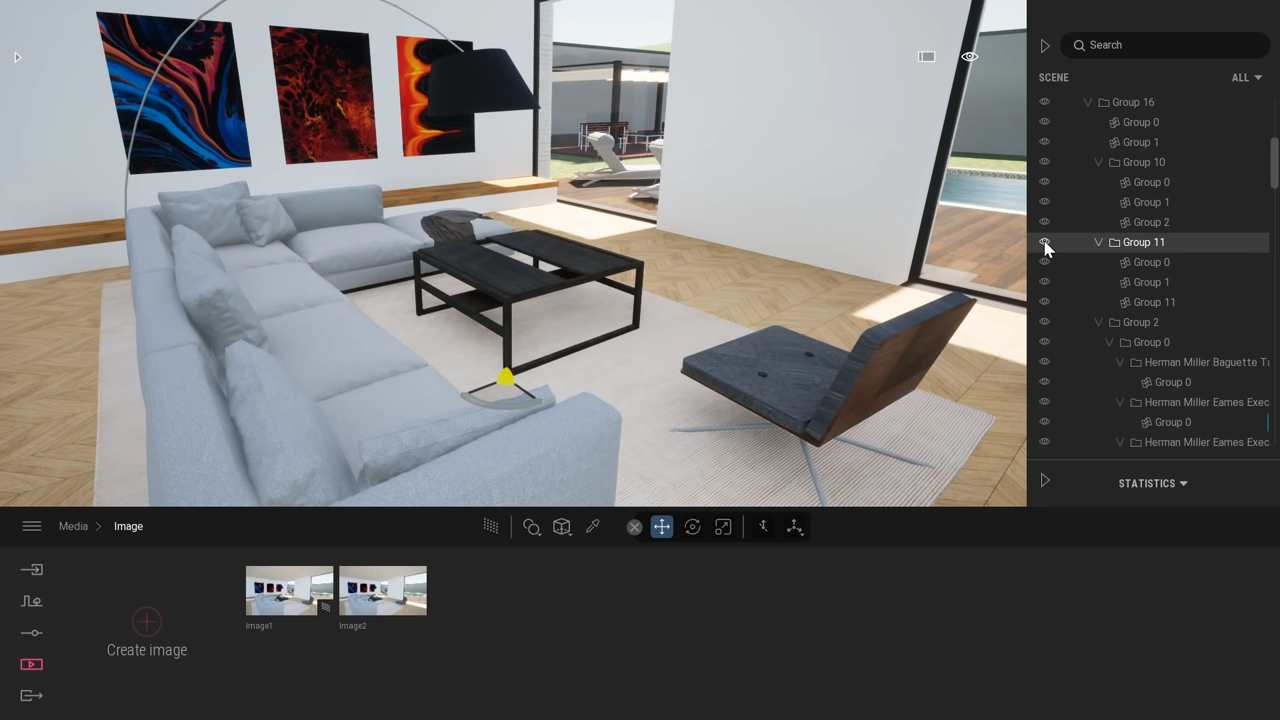 Search
SCENE
ALL
Group 16
Group 0
Group 1
Group 10
Group 0
Group 1
Group 2
Group 11
Group 0
Group 1
Group 11
Group 2
Group 0
Herman Miller Baguette T
Group 0
Herman Miller Eames Exec
Group 0
Herman Miller Eames Exec
STATISTICS
Media
Image
Create image
Image1
Image2